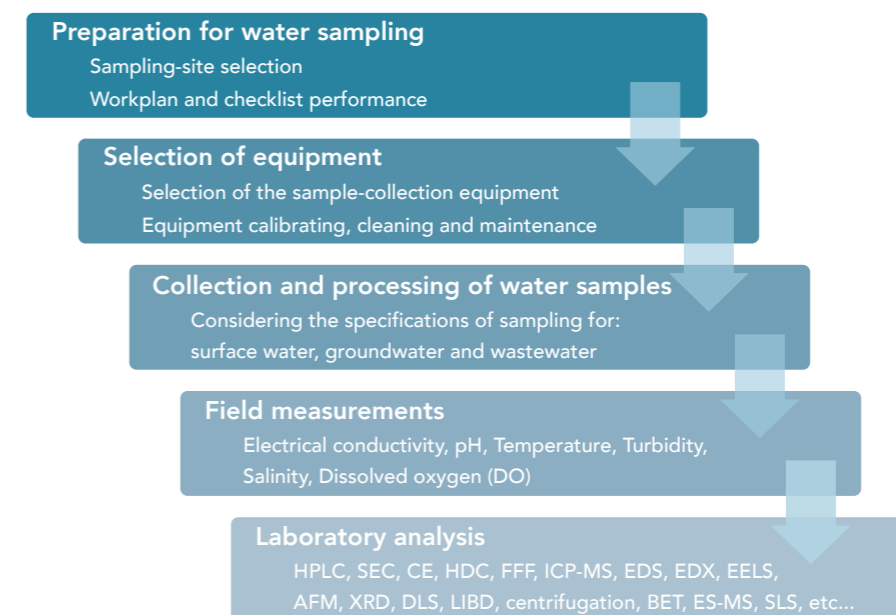 Preparation for water sampling
Sampling-site selection
Workplan and checklist performance
Selection of equipment
Selection of the sample-collection equipment
Equipment calibrating, cleaning and maintenance
Collection and processing of water samples
Considering the specifications of sampling for:
surface water, groundwater and wastewater
Field measurements
Electrical conductivity, pH, Temperature, Turbidity,
Salinity, Dissolved oxygen (DO)
Laboratory analysis
HPLC, SEC, CE, HDC, FFF, ICP-MS, EDS, EDX, EELS,
AFM, XRD, DLS, LIBD, centrifugation, BET, ES-MS, SLS, etc...